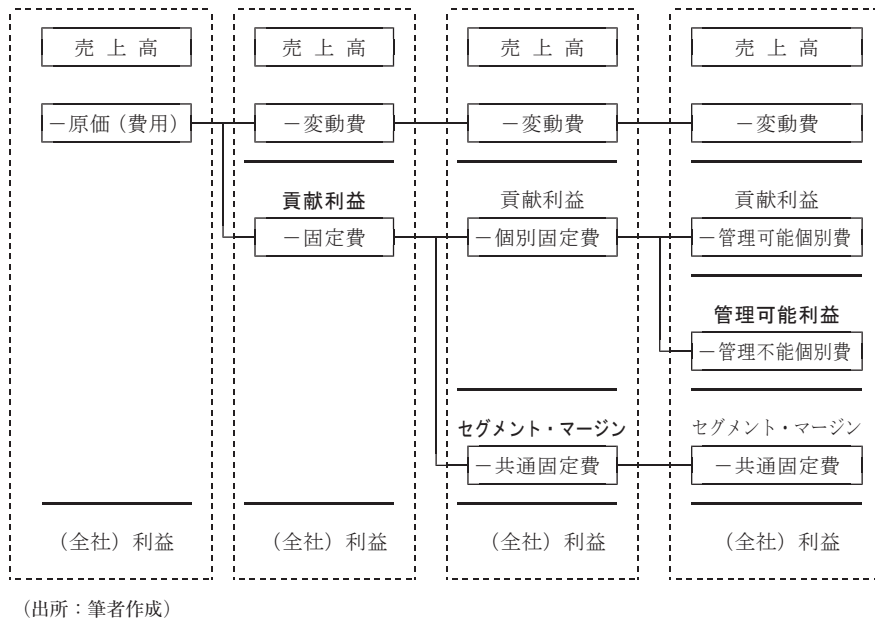 売上高 売上高 売上高 売上高
－原価（費用） －変動費 －変動費 －変動費
貢献利益 貢献利益 貢献利益
－固定費 －個別固定費 －管理可能個別費
管理可能利益
－管理不能個別費
セグメント・マージン セグメント・マージン
－共通固定費 －共通固定費
（全社）利益 （全社）利益 （全社）利益 （全社）利益
（出所：筆者作成）